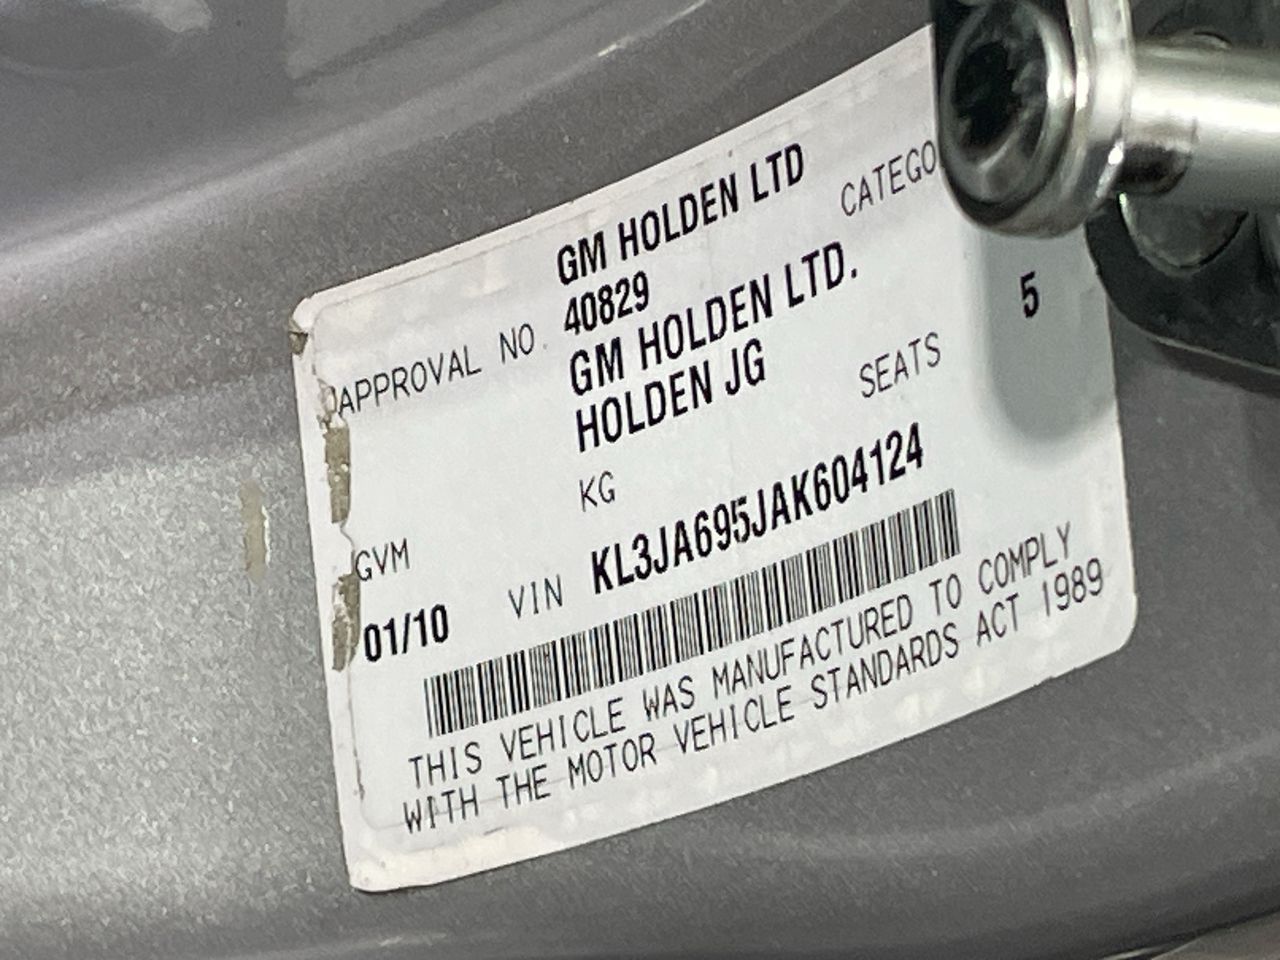 GM HOLDEN LTD
APPROVAL NO. 40829 CATEGO
GM HOLDEN LTD.
HOLDEN JG SEATS 5
GVM KG
01/10 VIN KL3JA695JAK604124
THIS VEHICLE WAS MANUFACTURED TO COMPLY
WITH THE MOTOR VEHICLE STANDARDS ACT 1989